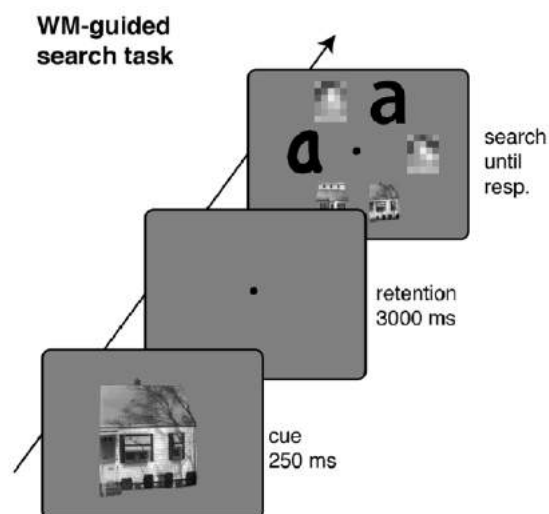 WM-guided
search task
a
a
search
until
resp.
retention
3000 ms
cue
250 ms